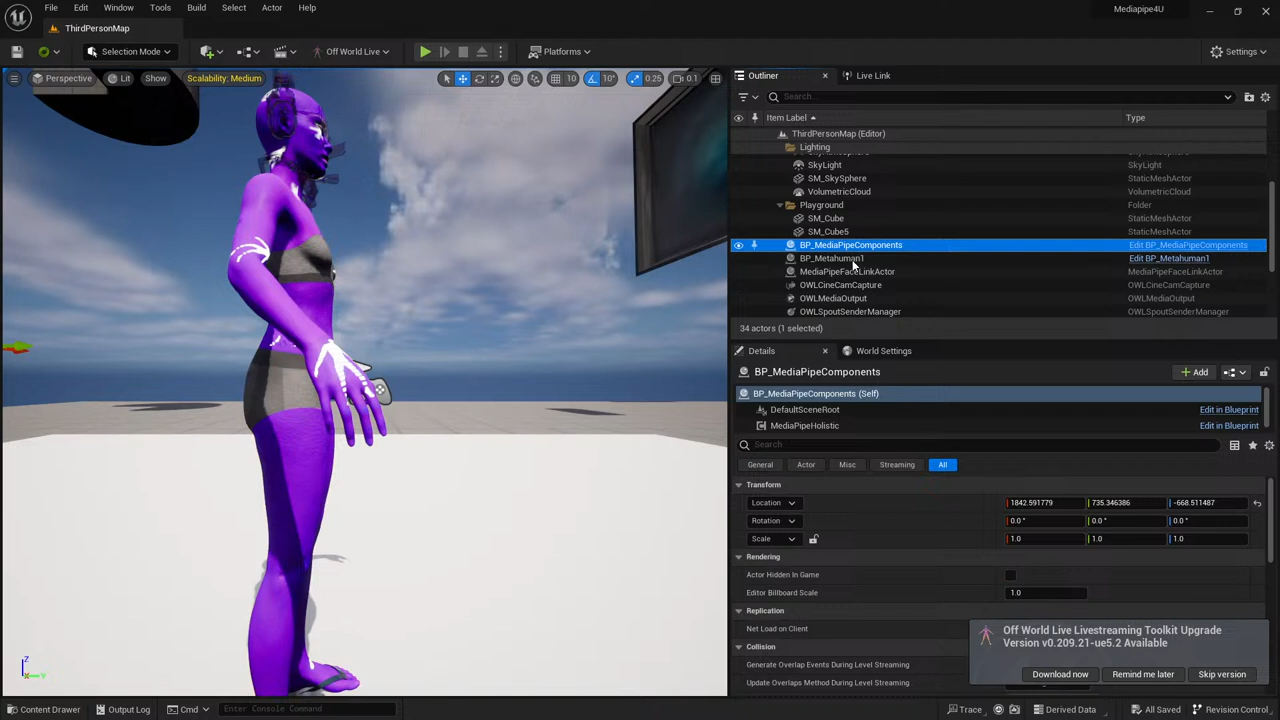 File Edit Window Tools Build Select Actor Help
Mediapipe4U
ThirdPersonMap
Selection Mode
Off World Live
Platforms
Settings
Perspective Lit Show Scalability: Medium
10 10° 0.25 0.1
Outliner
Live Link
Search...
Item Label Type
ThirdPersonMap (Editor)
Lighting
SkyLight SkyLight
SM_SkySphere StaticMeshActor
VolumetricCloud VolumetricCloud
Playground Folder
SM_Cube StaticMeshActor
SM_Cube5 StaticMeshActor
BP_MediaPipeComponents Edit BP_MediaPipeComponents
BP_Metahuman1 Edit BP_Metahuman1
MediaPipeFaceLinkActor MediaPipeFaceLinkActor
OWLCineCamCapture OWLCineCamCapture
OWLMediaOutput OWLMediaOutput
OWLSpoutSenderManager OWLSpoutSenderManager
34 actors (1 selected)
Details
World Settings
BP_MediaPipeComponents
Add
BP_MediaPipeComponents (Self)
DefaultSceneRoot Edit in Blueprint
MediaPipeHolistic Edit in Blueprint
Search
General Actor Misc Streaming All
Transform
Location 1842.591779 735.346386 -668.511487
Rotation 0.0 ° 0.0 ° 0.0 °
Scale 1.0 1.0 1.0
Rendering
Actor Hidden In Game
Editor Billboard Scale 1.0
Replication
Net Load on Client
Collision
Generate Overlap Events During Level Streaming
Update Overlaps Method During Level Streaming
Off World Live Livestreaming Toolkit Upgrade
Version v0.209.21-ue5.2 Available
Download now Remind me later Skip version
Z
X Y
Content Drawer Output Log Cmd Enter Console Command
Trace Derived Data All Saved Revision Control